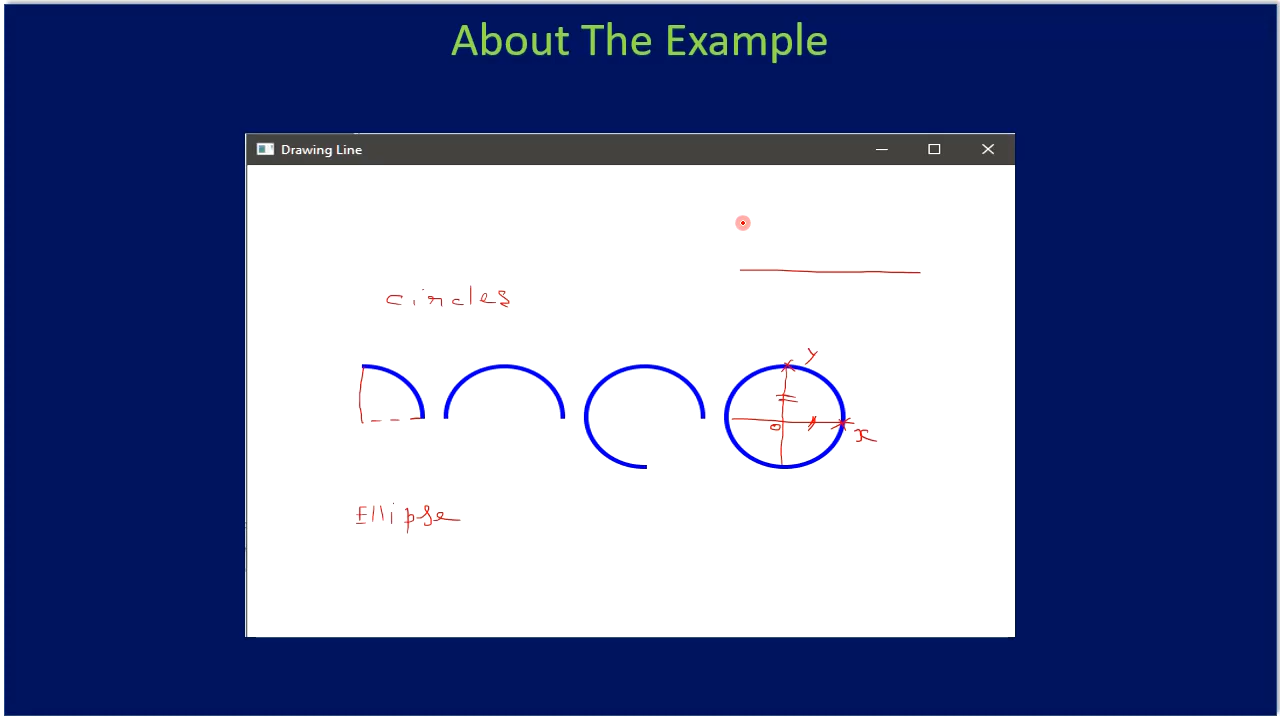 About The Example
Drawing Line
circles
y
o
x
Ellipse